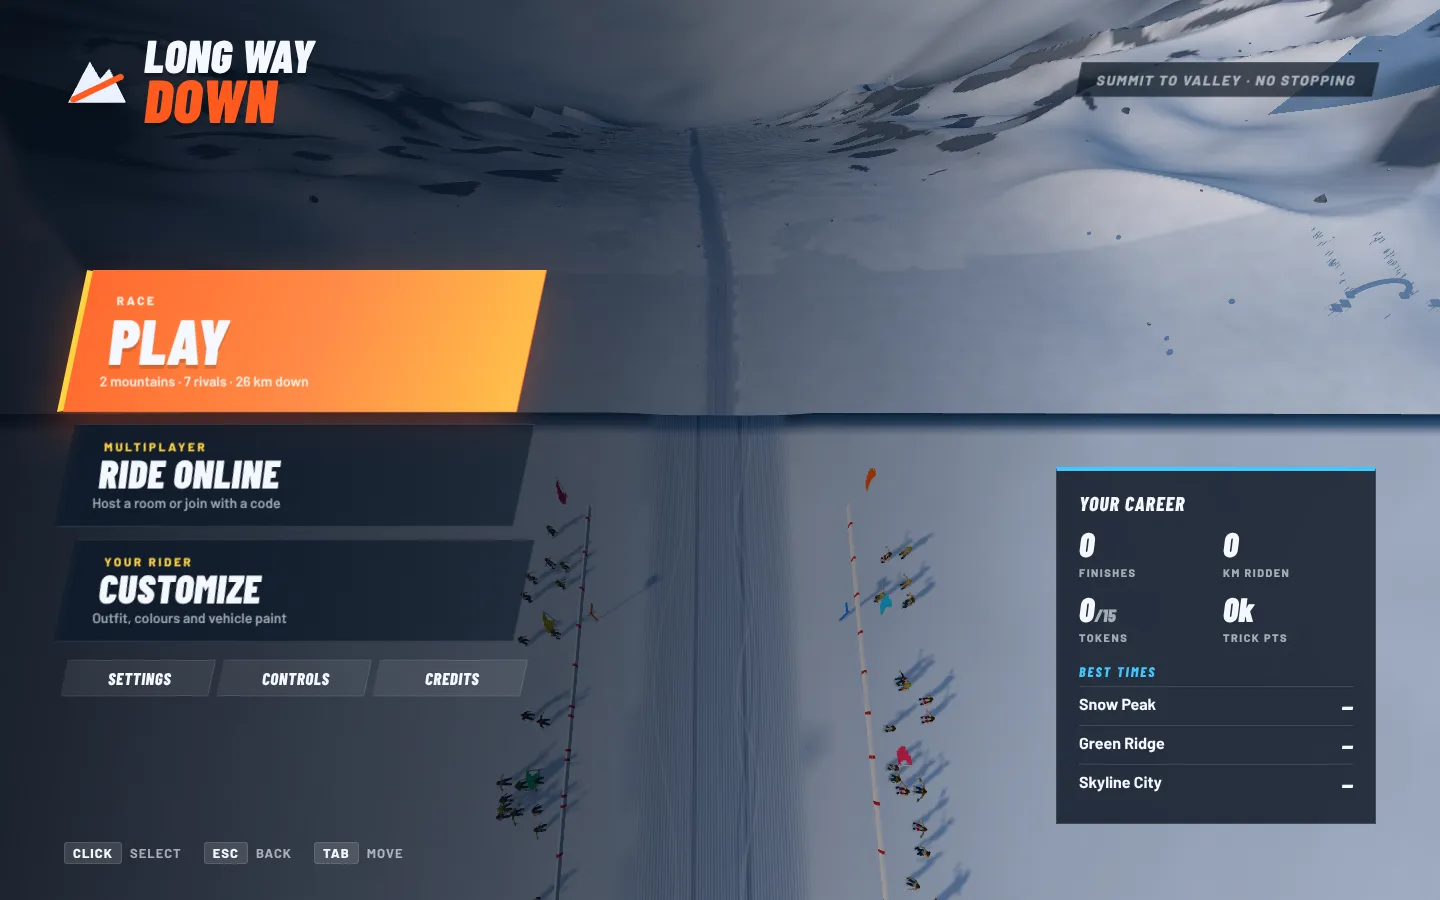 LONG WAY
DOWN
SUMMIT TO VALLEY · NO STOPPING
RACE
PLAY
2 mountains · 7 rivals · 26 km down
MULTIPLAYER
RIDE ONLINE
Host a room or join with a code
YOUR RIDER
CUSTOMIZE
Outfit, colours and vehicle paint
SETTINGS
CONTROLS
CREDITS
YOUR CAREER
0
FINISHES
0
KM RIDDEN
0/15
TOKENS
0k
TRICK PTS
BEST TIMES
Snow Peak –
Green Ridge –
Skyline City –
CLICK SELECT ESC BACK TAB MOVE